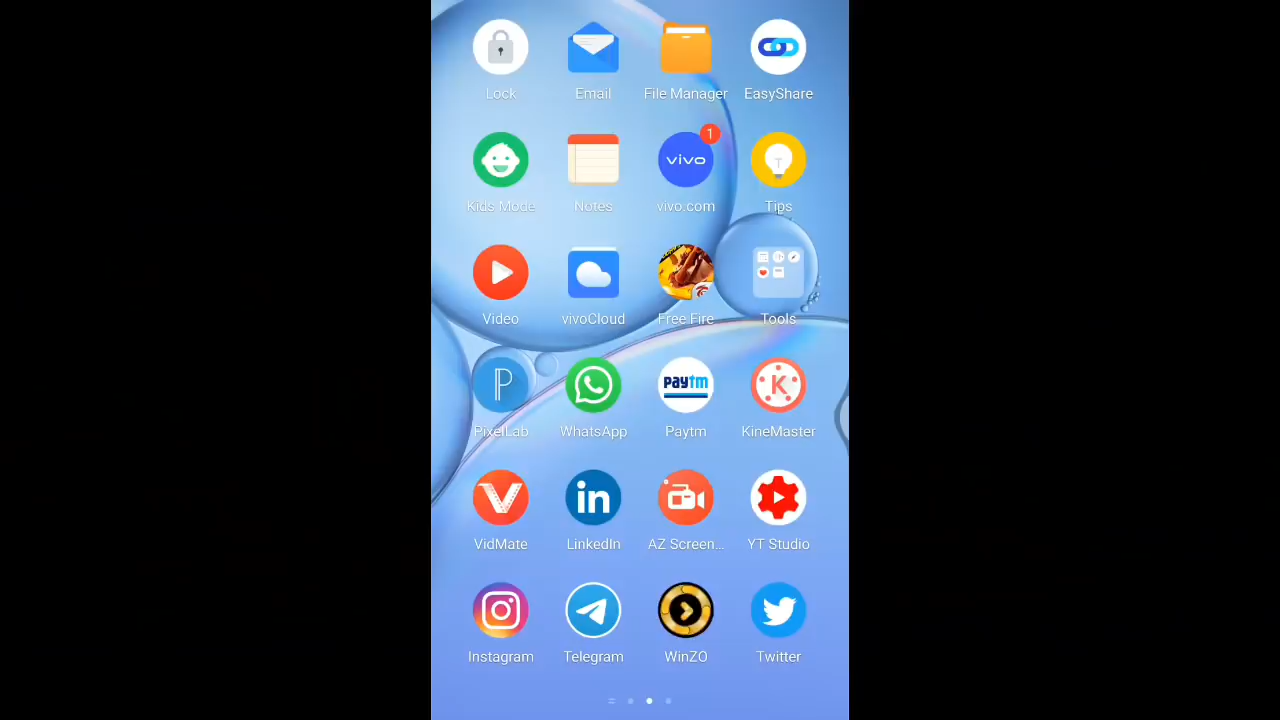 Lock Email File Manager EasyShare
1
vivo
T
Kids Mode Notes vivo.com Tips
Video vivoCloud Free Fire Tools
P paytm K
PixelLab WhatsApp Paytm KineMaster
V in
VidMate LinkedIn AZ Screen... YT Studio
Instagram Telegram WinZO Twitter